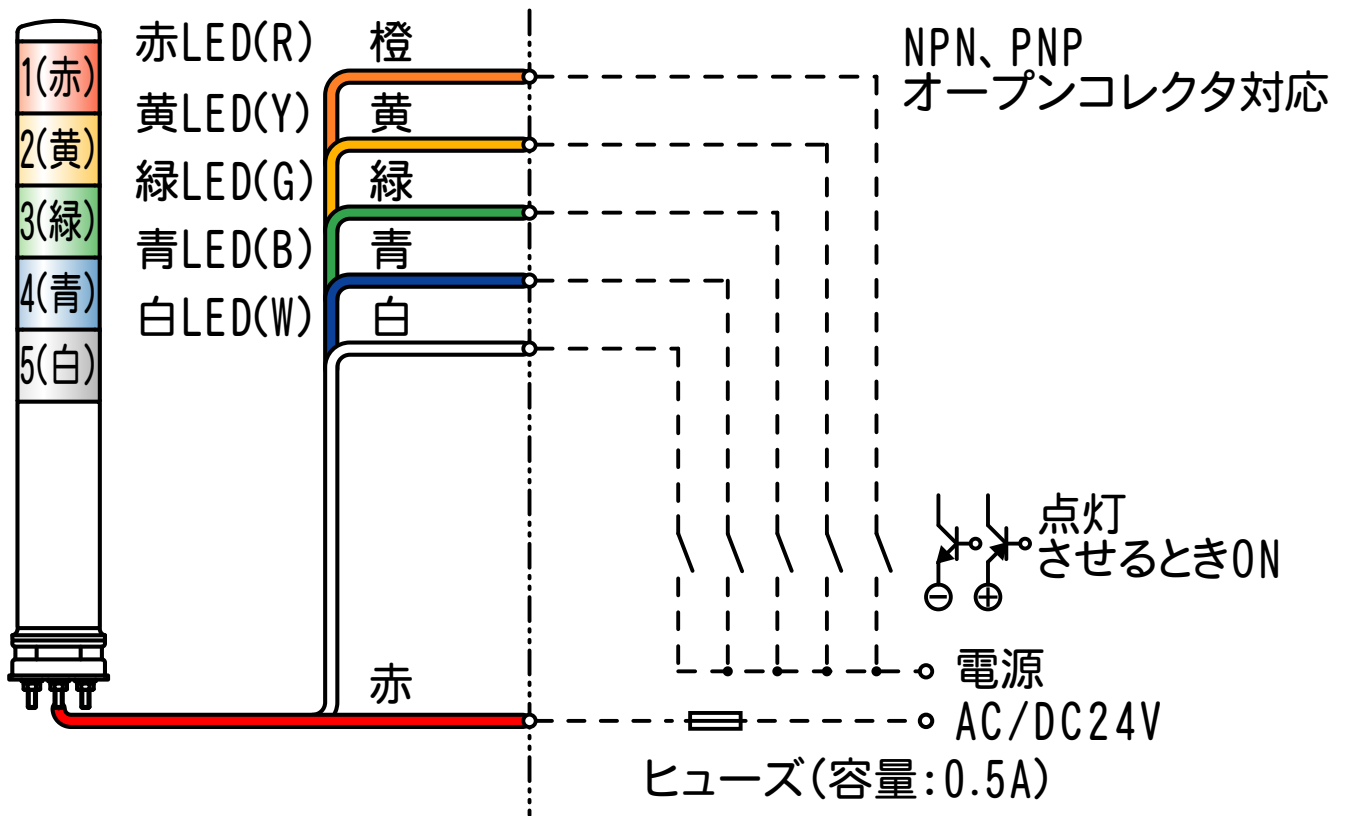 1(赤)
2(黄)
3(緑)
4(青)
5(白)
赤LED(R) 橙
黄LED(Y) 黄
緑LED(G) 緑
青LED(B) 青
白LED(W) 白
赤
NPN、PNP
オープンコレクタ対応
点灯
させるときON
電源
AC/DC24V
ヒューズ(容量:0.5A)